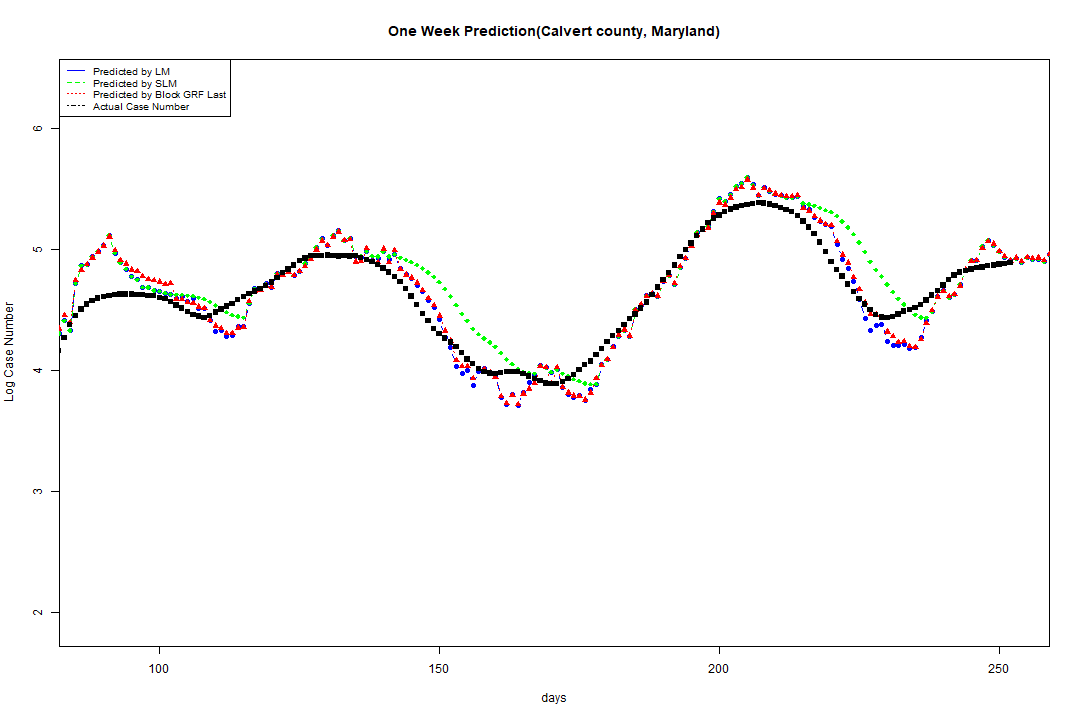 One Week Prediction(Calvert county, Maryland)
Predicted by LM
Predicted by SLM
Predicted by Block GRF Last
Actual Case Number
6
5
4
3
2
Log Case Number
100 150 200 250
days